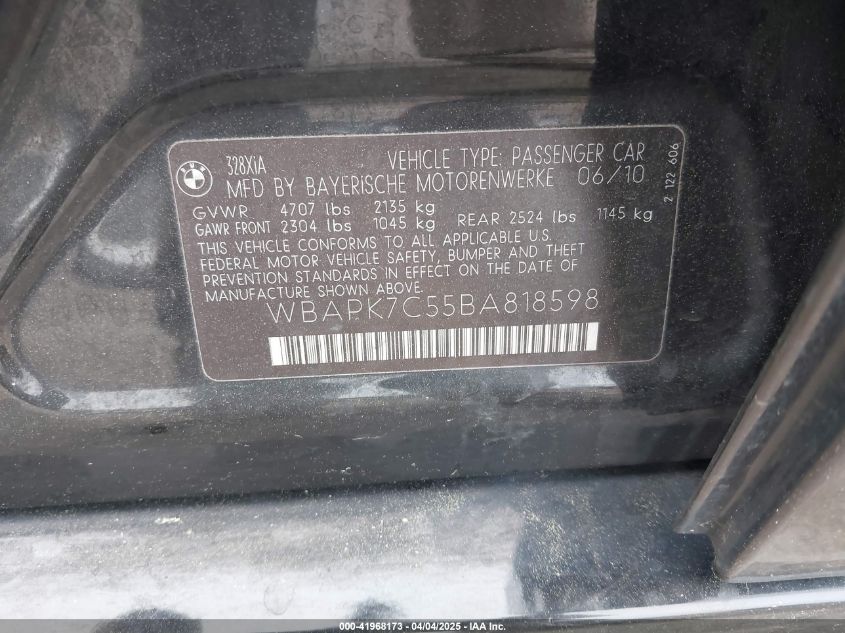 BMW
328XiA VEHICLE TYPE: PASSENGER CAR
MFD BY BAYERISCHE MOTORENWERKE 06/10
GVWR 4707 lbs 2135 kg
GAWR FRONT 2304 lbs 1045 kg REAR 2524 lbs 1145 kg
THIS VEHICLE CONFORMS TO ALL APPLICABLE U.S.
FEDERAL MOTOR VEHICLE SAFETY, BUMPER AND THEFT
PREVENTION STANDARDS IN EFFECT ON THE DATE OF
MANUFACTURE SHOWN ABOVE.
WBAPK7C55BA818598
2 122 606
000-41968173 - 04/04/2025 - IAA Inc.